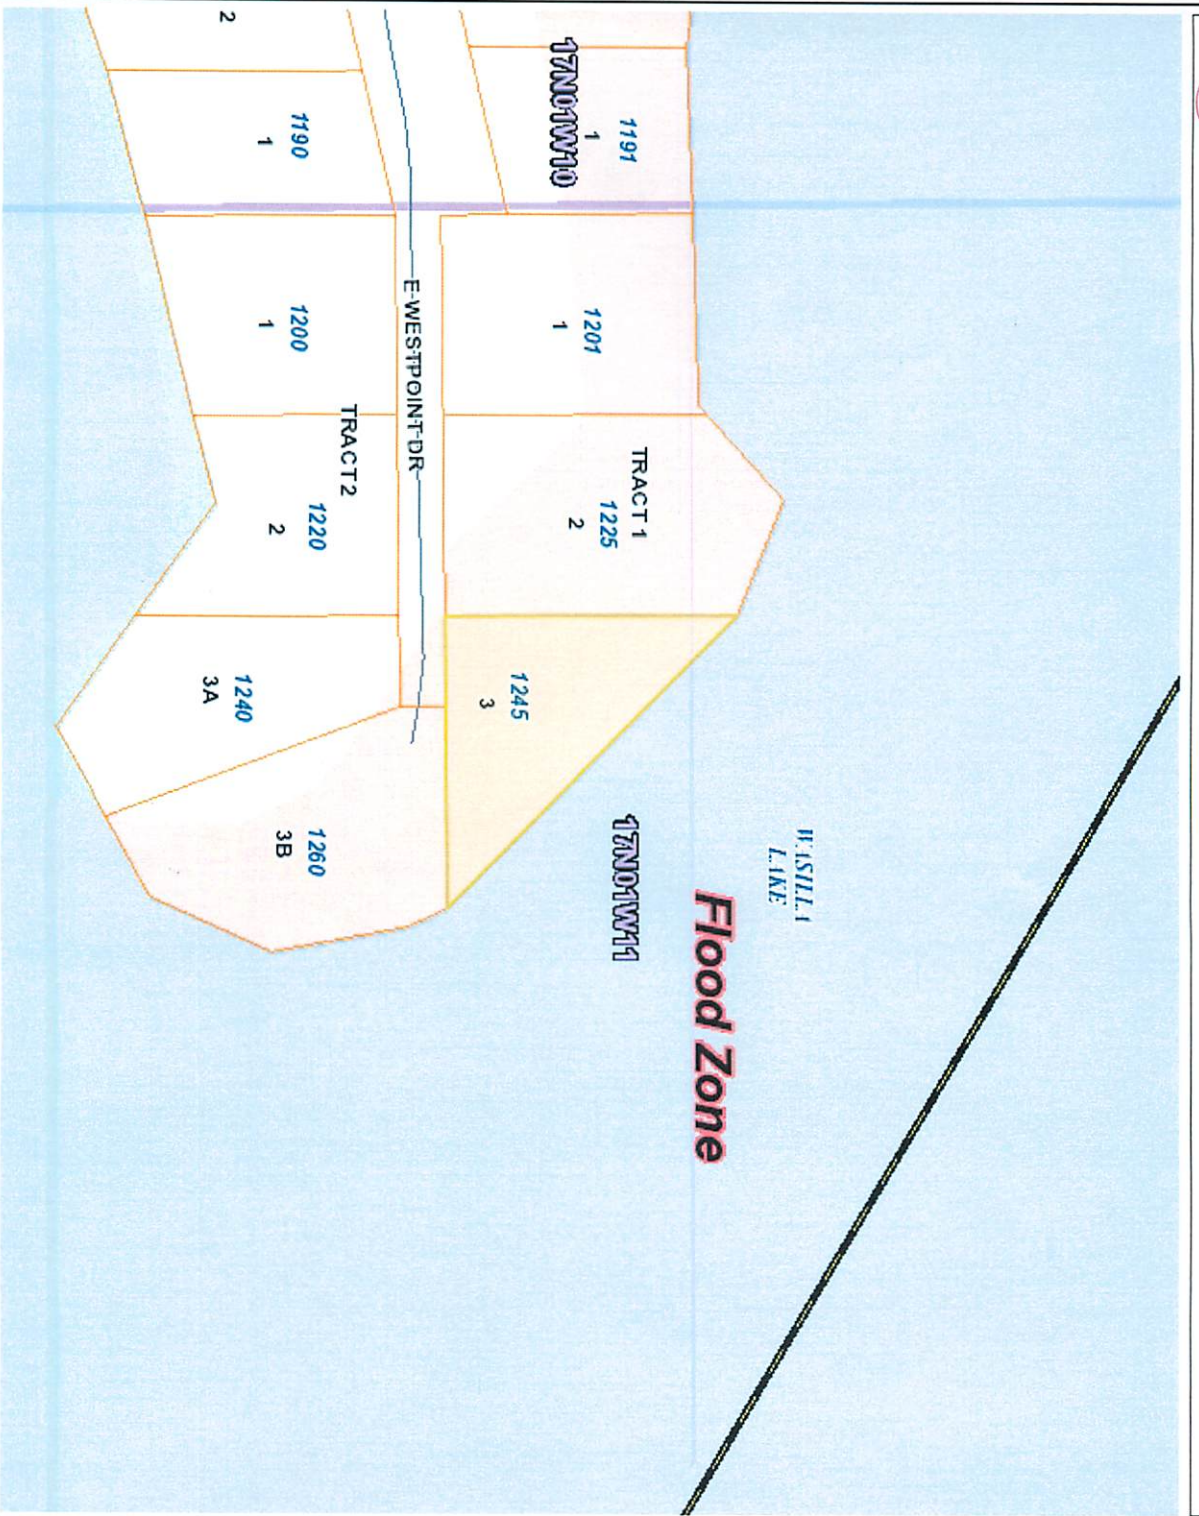 WASILLA
LAKE
Flood Zone
17N01W11
1191
1
17N01W10
1201
1
TRACT 1
1225
2
1245
3
E WESTPOINT DR
1190
1
1200
1
TRACT 2
1220
2
1240
3A
1260
3B
2